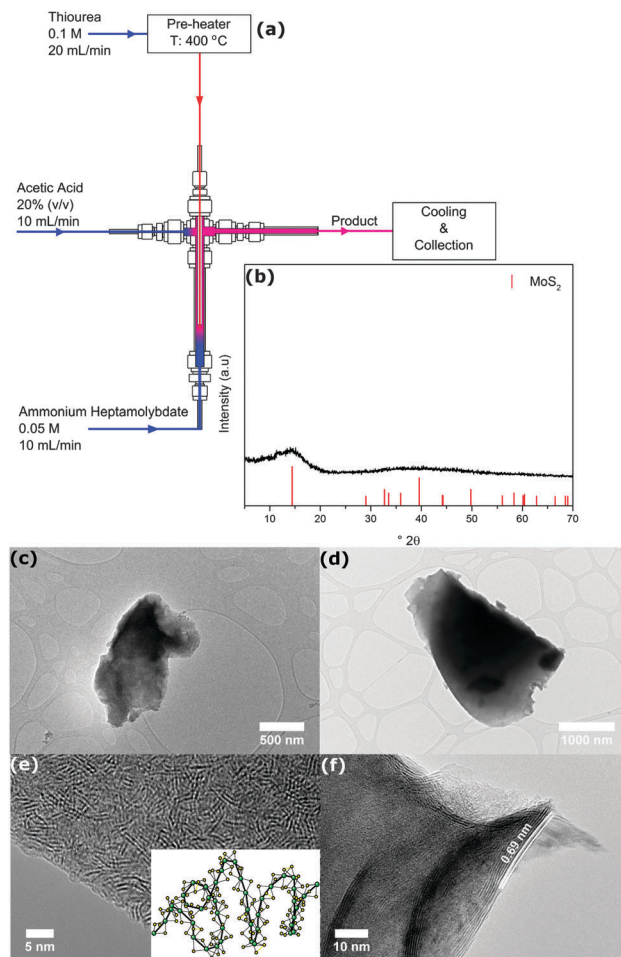 Thiourea
0.1 M
20 mL/min
Pre-heater
T: 400 °C
(a)
Acetic Acid
20% (v/v)
10 mL/min
Product
Cooling
&
Collection
Ammonium Heptamolybdate
0.05 M
10 mL/min
(b)
MoS₂
Intensity (a.u)
10 20 30 40 50 60 70
° 2θ
(c)
500 nm
(d)
1000 nm
(e)
5 nm
(f)
0.69 nm
10 nm